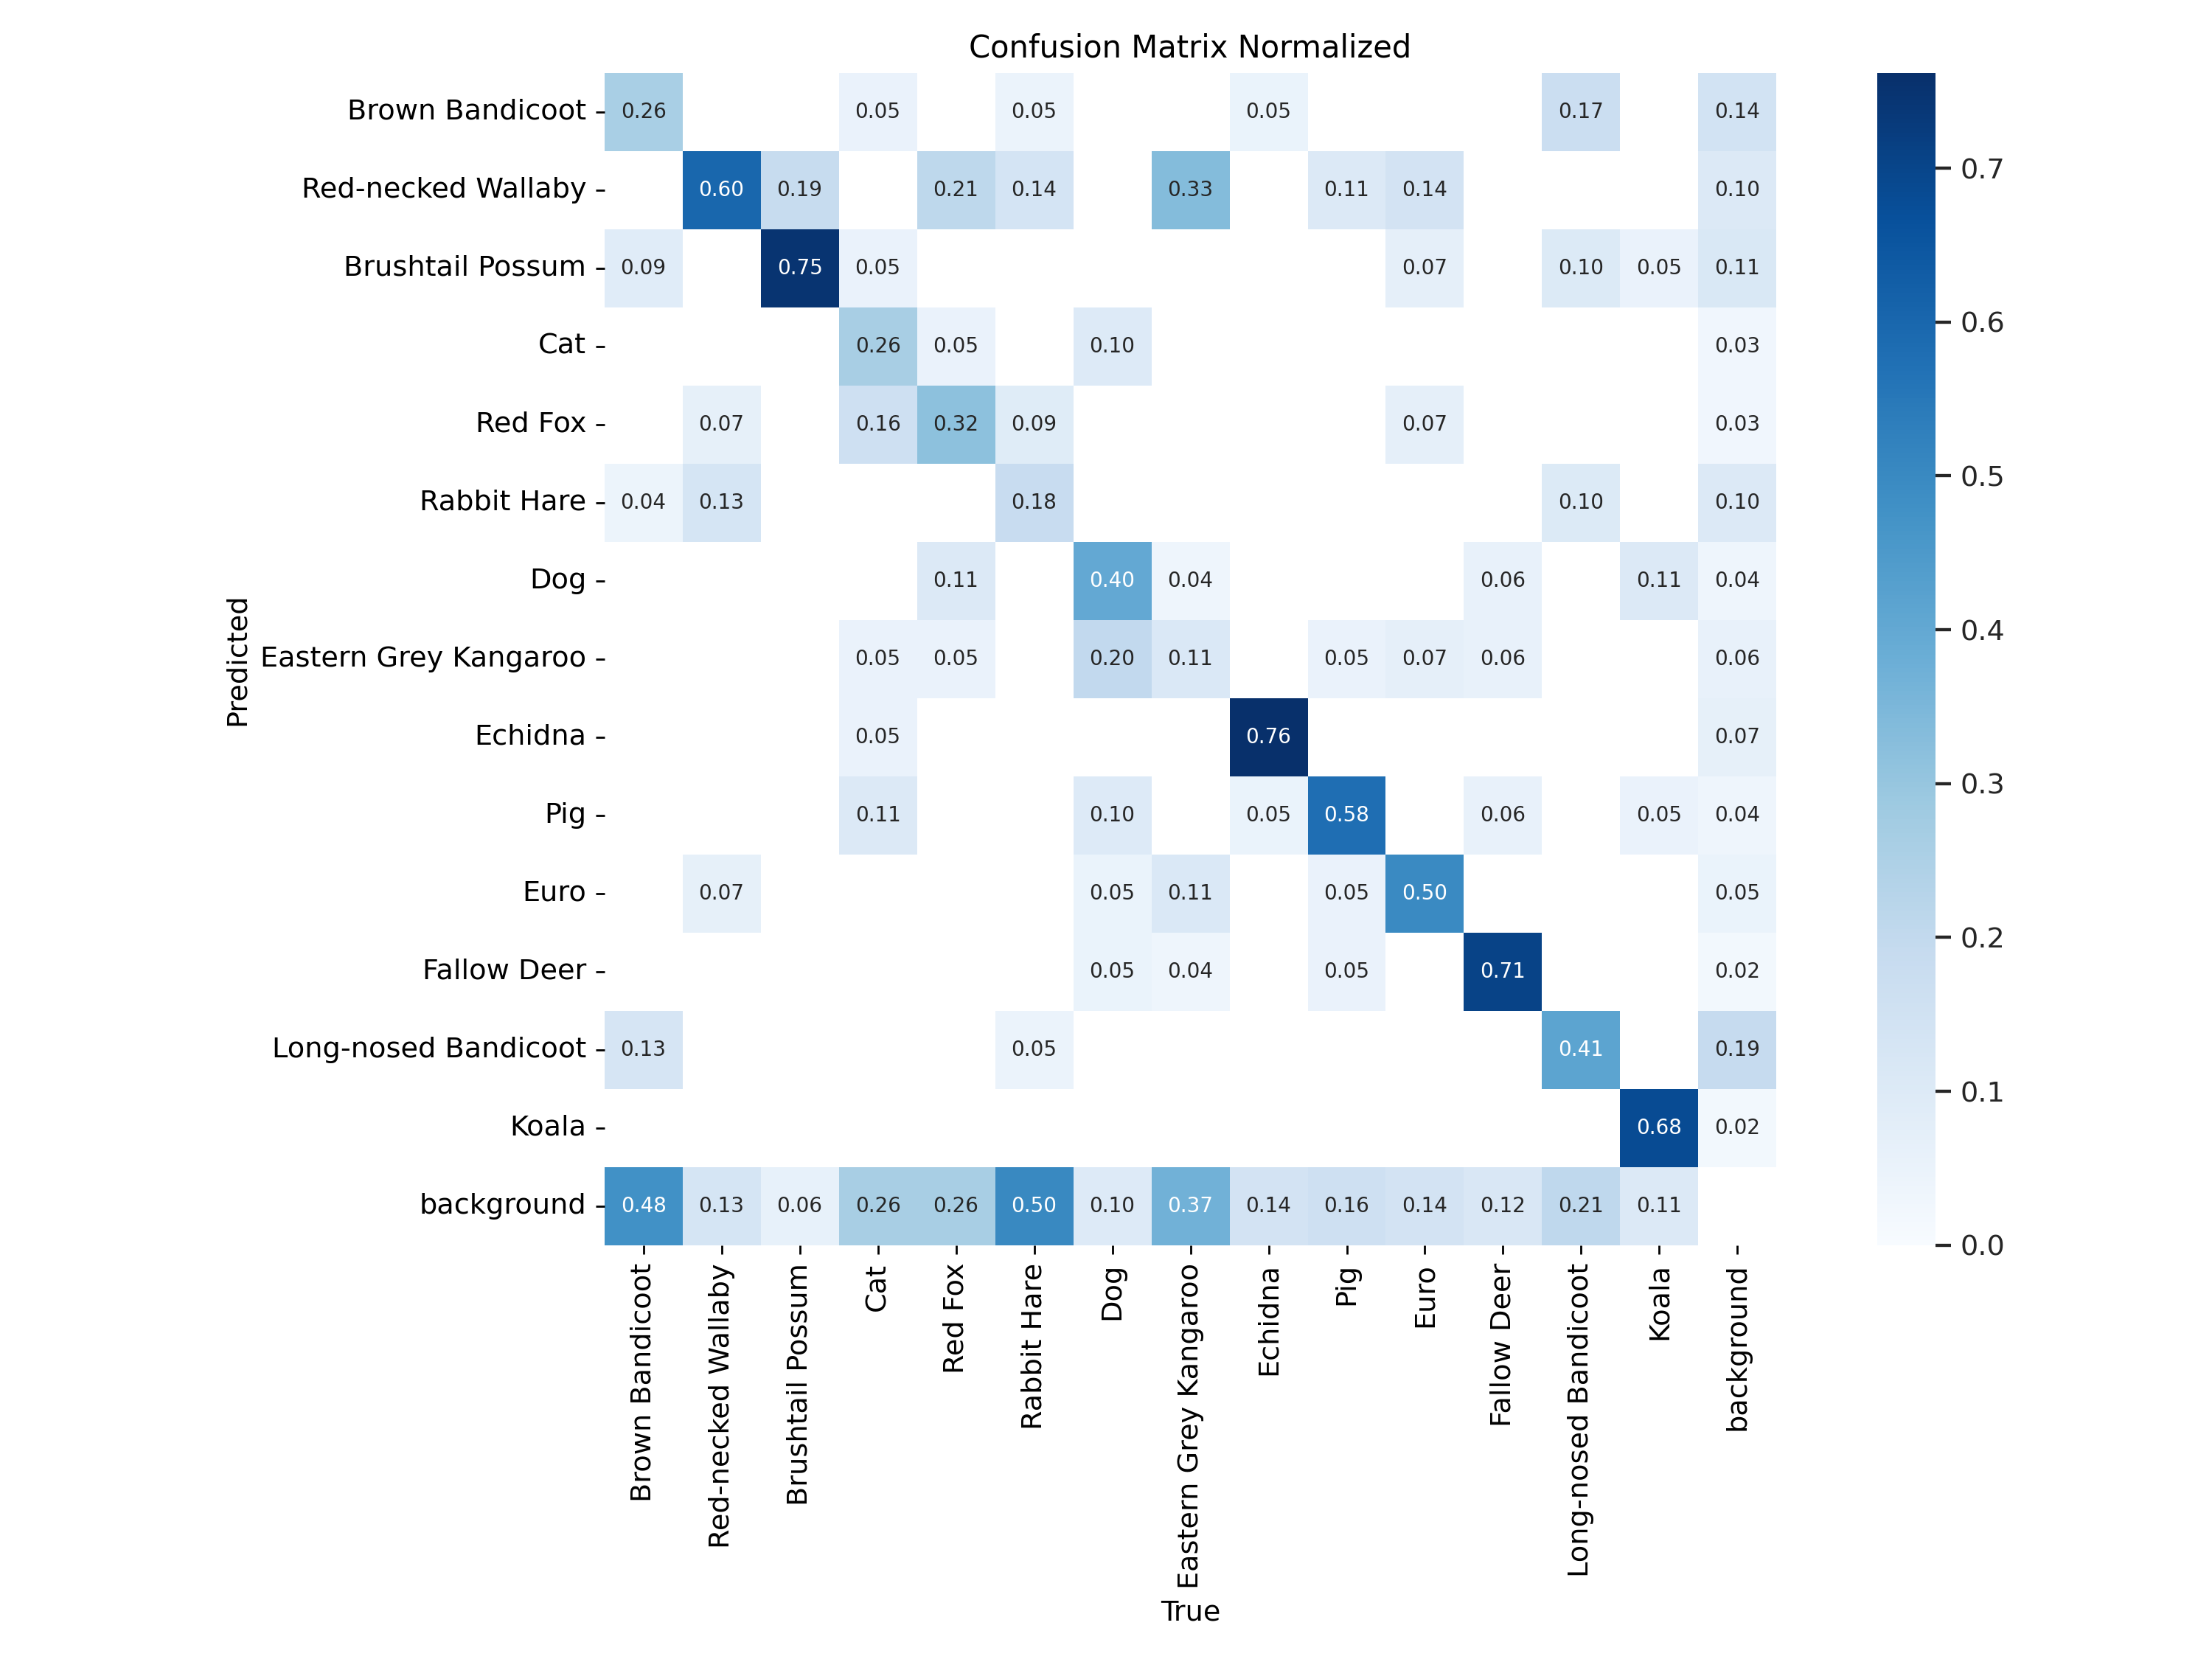 Confusion Matrix Normalized
Brown Bandicoot 0.26 0.05 0.05 0.05 0.17 0.14
Red-necked Wallaby 0.60 0.19 0.21 0.14 0.33 0.11 0.14 0.10
Brushtail Possum 0.09 0.75 0.05 0.07 0.10 0.05 0.11
Cat 0.26 0.05 0.10 0.03
Red Fox 0.07 0.16 0.32 0.09 0.07 0.03
Rabbit Hare 0.04 0.13 0.18 0.10 0.10
Dog 0.11 0.40 0.04 0.06 0.11 0.04
Eastern Grey Kangaroo 0.05 0.05 0.20 0.11 0.05 0.07 0.06 0.06
Echidna 0.05 0.76 0.07
Pig 0.11 0.10 0.05 0.58 0.06 0.05 0.04
Euro 0.07 0.05 0.11 0.05 0.50 0.05
Fallow Deer 0.05 0.04 0.05 0.71 0.02
Long-nosed Bandicoot 0.13 0.05 0.41 0.19
Koala 0.68 0.02
background 0.48 0.13 0.06 0.26 0.26 0.50 0.10 0.37 0.14 0.16 0.14 0.12 0.21 0.11
Predicted
Brown Bandicoot
Red-necked Wallaby
Brushtail Possum
Cat
Red Fox
Rabbit Hare
Dog
Eastern Grey Kangaroo
Echidna
Pig
Euro
Fallow Deer
Long-nosed Bandicoot
Koala
background
True
0.7
0.6
0.5
0.4
0.3
0.2
0.1
0.0